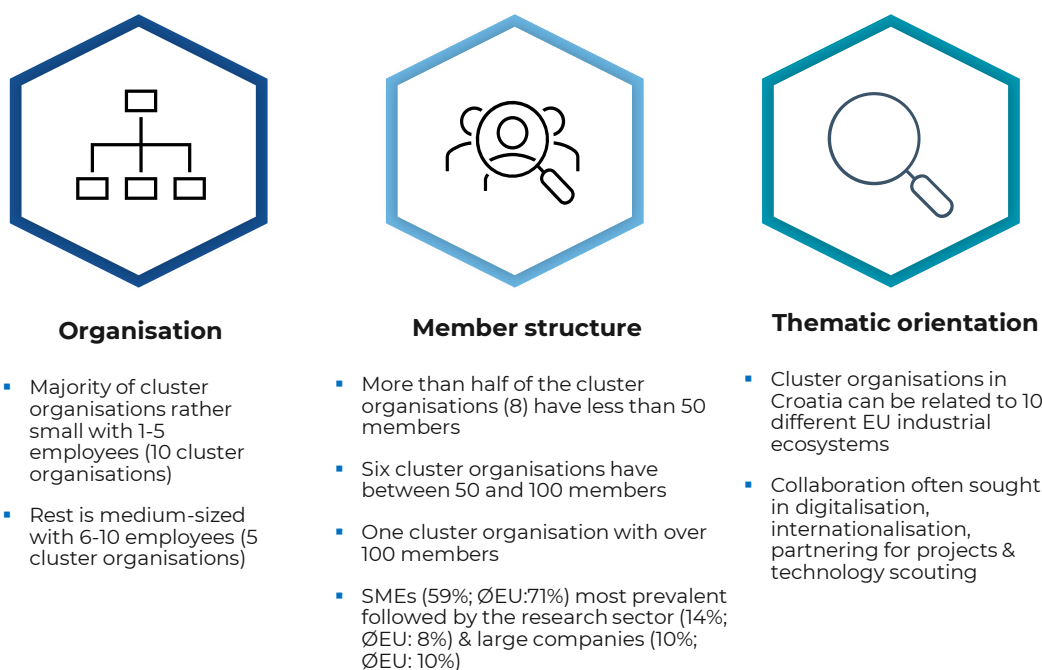 Organisation
▪ Majority of cluster
organisations rather
small with 1-5
employees (10 cluster
organisations)
▪ Rest is medium-sized
with 6-10 employees (5
cluster organisations)
Member structure
▪ More than half of the cluster
organisations (8) have less than 50
members
▪ Six cluster organisations have
between 50 and 100 members
▪ One cluster organisation with over
100 members
▪ SMEs (59%; ØEU:71%) most prevalent
followed by the research sector (14%;
ØEU: 8%) & large companies (10%;
ØEU: 10%)
Thematic orientation
▪ Cluster organisations in
Croatia can be related to 10
different EU industrial
ecosystems
▪ Collaboration often sought
in digitalisation,
internationalisation,
partnering for projects &
technology scouting